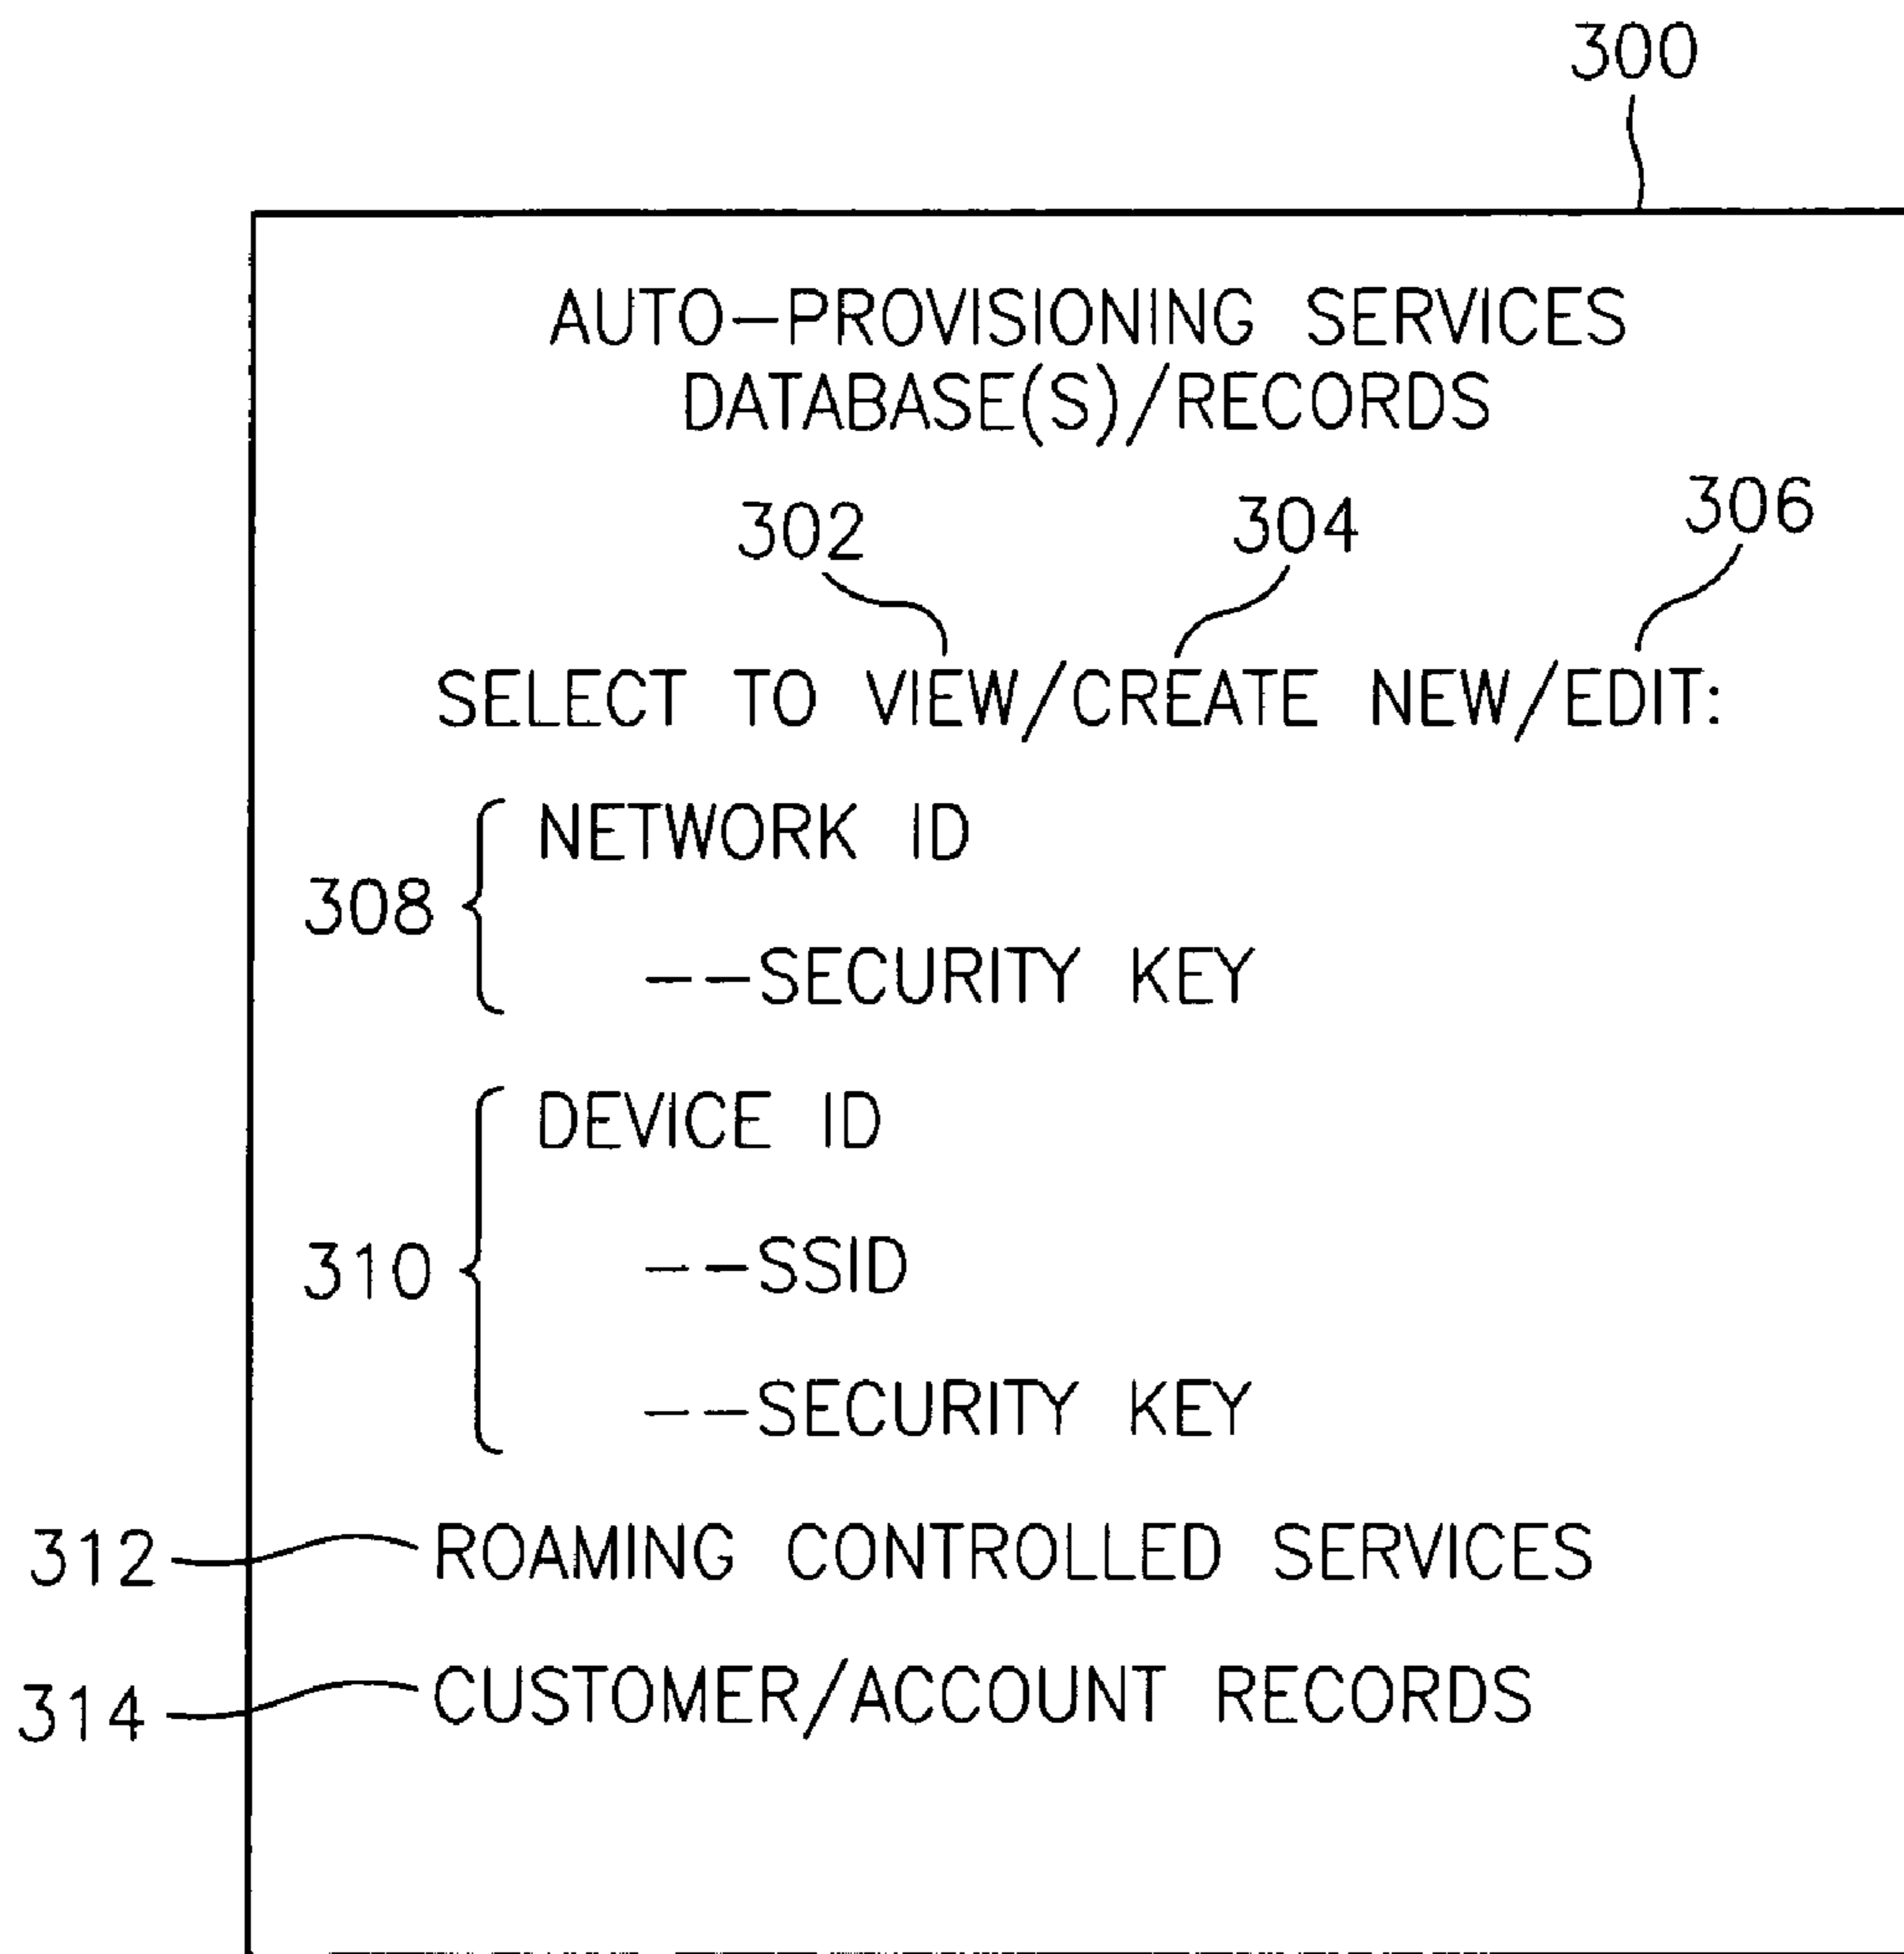 300
AUTO-PROVISIONING SERVICES
DATABASE(S)/RECORDS
302 304 306
SELECT TO VIEW/CREATE NEW/EDIT:
NETWORK ID
308
--SECURITY KEY
DEVICE ID
310 --SSID
--SECURITY KEY
312 ROAMING CONTROLLED SERVICES
314 CUSTOMER/ACCOUNT RECORDS